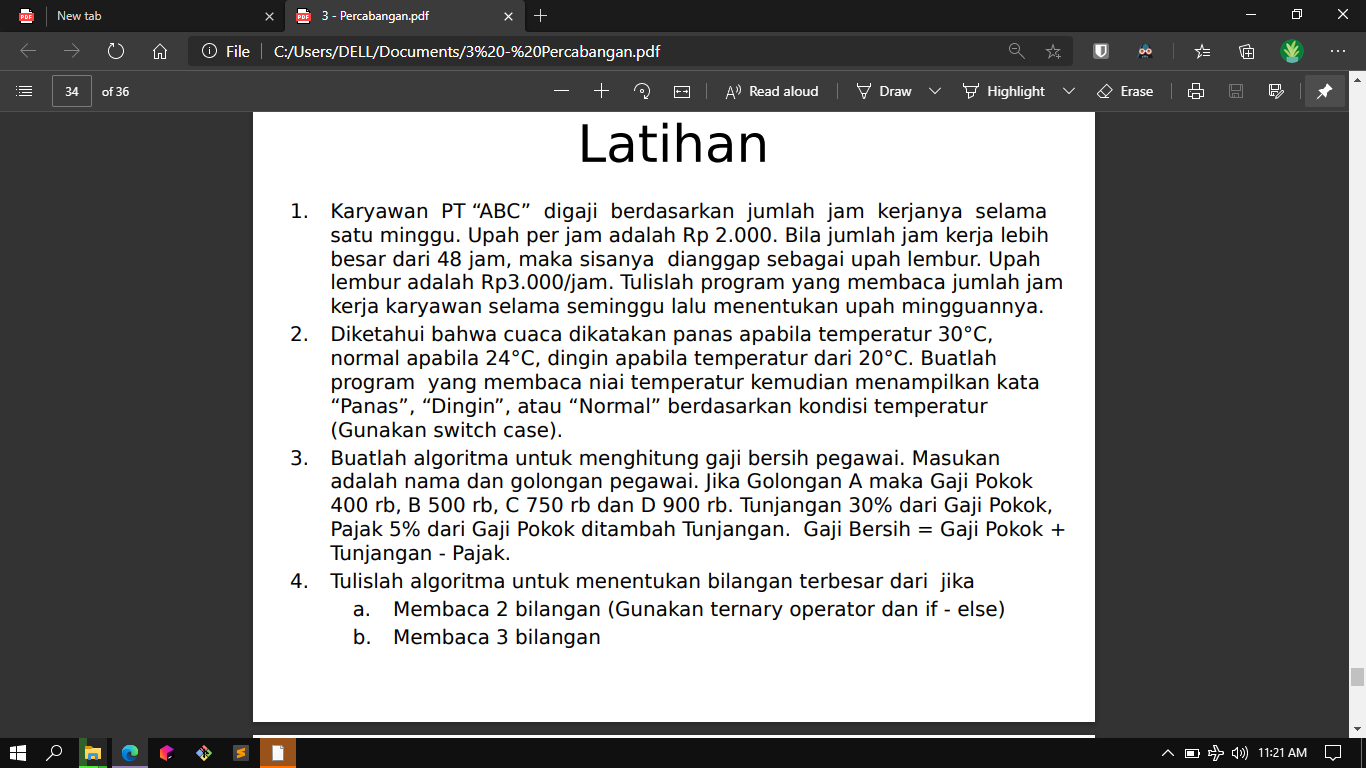 New tab
3 - Percabangan.pdf
File
C:/Users/DELL/Documents/3%20-%20Percabangan.pdf
34
of 36
Read aloud
Draw
Highlight
Erase
Latihan
1. Karyawan PT “ABC” digaji berdasarkan jumlah jam kerjanya selama
satu minggu. Upah per jam adalah Rp 2.000. Bila jumlah jam kerja lebih
besar dari 48 jam, maka sisanya dianggap sebagai upah lembur. Upah
lembur adalah Rp3.000/jam. Tulislah program yang membaca jumlah jam
kerja karyawan selama seminggu lalu menentukan upah mingguannya.
2. Diketahui bahwa cuaca dikatakan panas apabila temperatur 30°C,
normal apabila 24°C, dingin apabila temperatur dari 20°C. Buatlah
program yang membaca niai temperatur kemudian menampilkan kata
“Panas”, “Dingin”, atau “Normal” berdasarkan kondisi temperatur
(Gunakan switch case).
3. Buatlah algoritma untuk menghitung gaji bersih pegawai. Masukan
adalah nama dan golongan pegawai. Jika Golongan A maka Gaji Pokok
400 rb, B 500 rb, C 750 rb dan D 900 rb. Tunjangan 30% dari Gaji Pokok,
Pajak 5% dari Gaji Pokok ditambah Tunjangan. Gaji Bersih = Gaji Pokok +
Tunjangan - Pajak.
4. Tulislah algoritma untuk menentukan bilangan terbesar dari jika
a. Membaca 2 bilangan (Gunakan ternary operator dan if - else)
b. Membaca 3 bilangan
11:21 AM